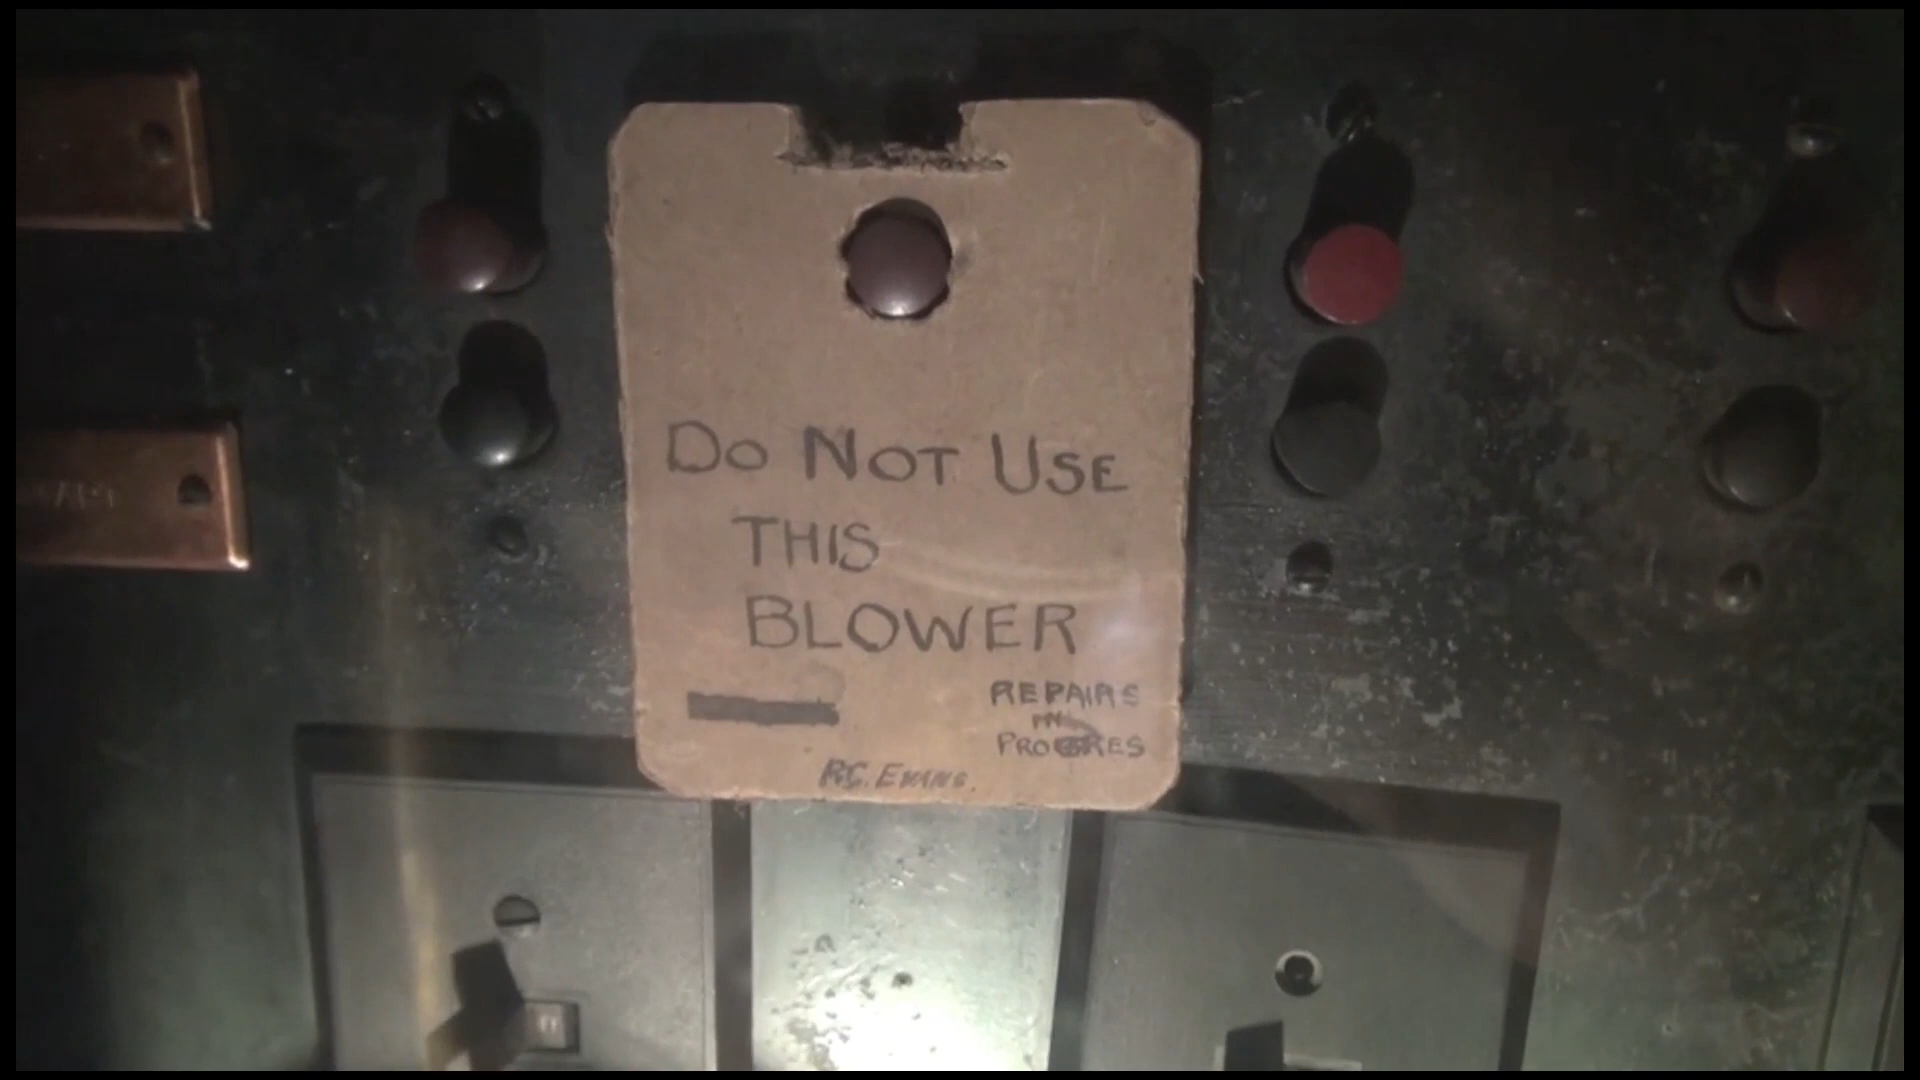 Do Not Use
THIS
BLOWER
REPAIRS
IN
PROGRES
R.C. EVANS.